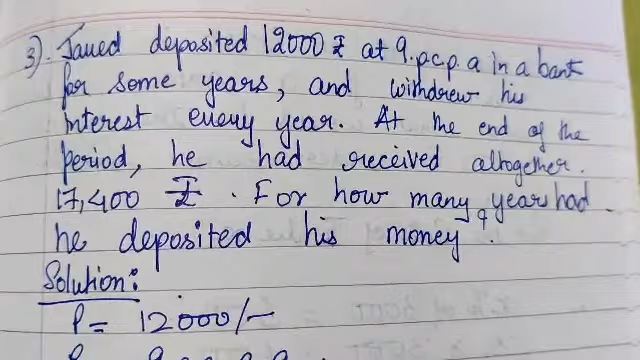 3). Javed deposited 12000 ₹ at 9.p.c.p.a in a bank
for some years, and withdrew his
interest every year. At the end of the
period, he had received altogether.
17,400 ₹. For how many years had
he deposited his money?
Solution:
P = 12000/-